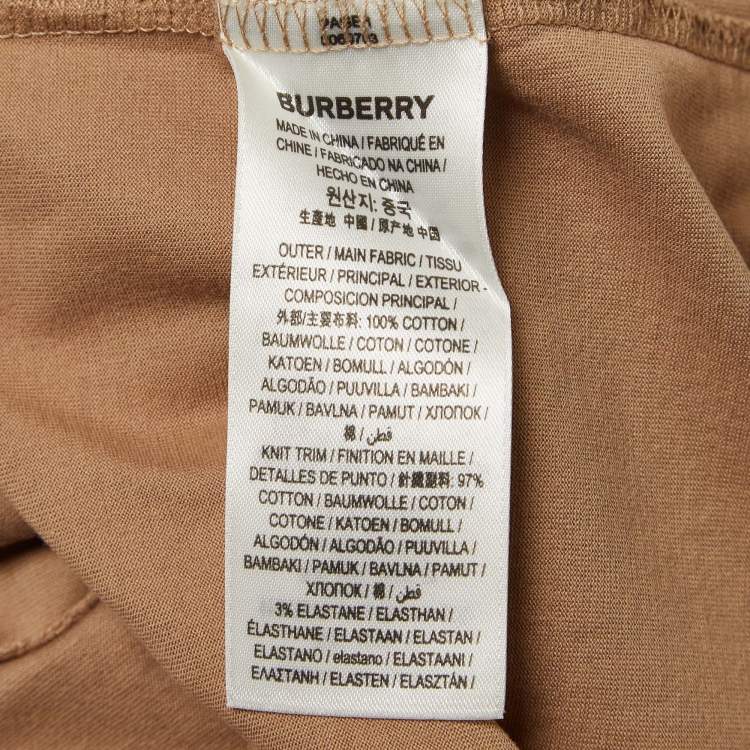 BURBERRY
MADE IN CHINA / FABRIQUÉ EN
CHINE / FABRICADO NA CHINA /
HECHO EN CHINA
원산지: 중국
生產地 中國 / 原产地 中国
OUTER / MAIN FABRIC / TISSU
EXTÉRIEUR / PRINCIPAL / EXTERIOR -
COMPOSICION PRINCIPAL /
外部/主要布料: 100% COTTON /
BAUMWOLLE / COTON / COTONE /
KATOEN / BOMULL / ALGODÓN /
ALGODÃO / PUUVILLA / BAMBAKI /
PAMUK / BAVLNA / PAMUT / ХЛОПОК /
棉 / قطن /
KNIT TRIM / FINITION EN MAILLE /
DETALLES DE PUNTO / 針織塑料: 97%
COTTON / BAUMWOLLE / COTON /
COTONE / KATOEN / BOMULL /
ALGODÓN / ALGODÃO / PUUVILLA /
BAMBAKI / PAMUK / BAVLNA / PAMUT /
ХЛОПОК / 棉 / قطن /
3% ELASTANE / ELASTHAN /
ÉLASTHANE / ELASTAAN / ELASTAN /
ELASTANO / elastano / ELASTAANI /
ΕΛΑΣΤΑΝΗ / ELASTEN / ELASZTÁN /